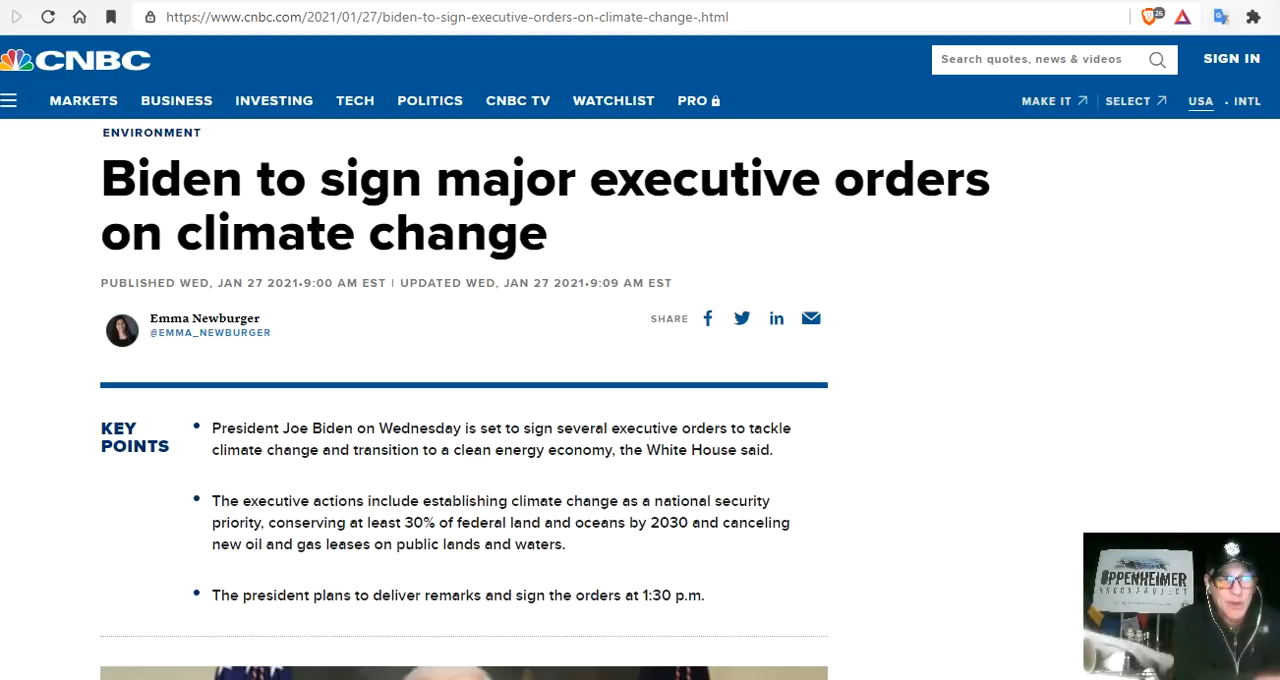 https://www.cnbc.com/2021/01/27/biden-to-sign-executive-orders-on-climate-change-.html
26
CNBC
Search quotes, news & videos
SIGN IN
MARKETS BUSINESS INVESTING TECH POLITICS CNBC TV WATCHLIST PRO
MAKE IT SELECT USA • INTL
ENVIRONMENT
Biden to sign major executive orders
on climate change
PUBLISHED WED, JAN 27 2021•9:00 AM EST | UPDATED WED, JAN 27 2021•9:09 AM EST
Emma Newburger
@EMMA_NEWBURGER
SHARE
KEY
POINTS
• President Joe Biden on Wednesday is set to sign several executive orders to tackle
climate change and transition to a clean energy economy, the White House said.
• The executive actions include establishing climate change as a national security
priority, conserving at least 30% of federal land and oceans by 2030 and canceling
new oil and gas leases on public lands and waters.
• The president plans to deliver remarks and sign the orders at 1:30 p.m.
OPPENHEIMER